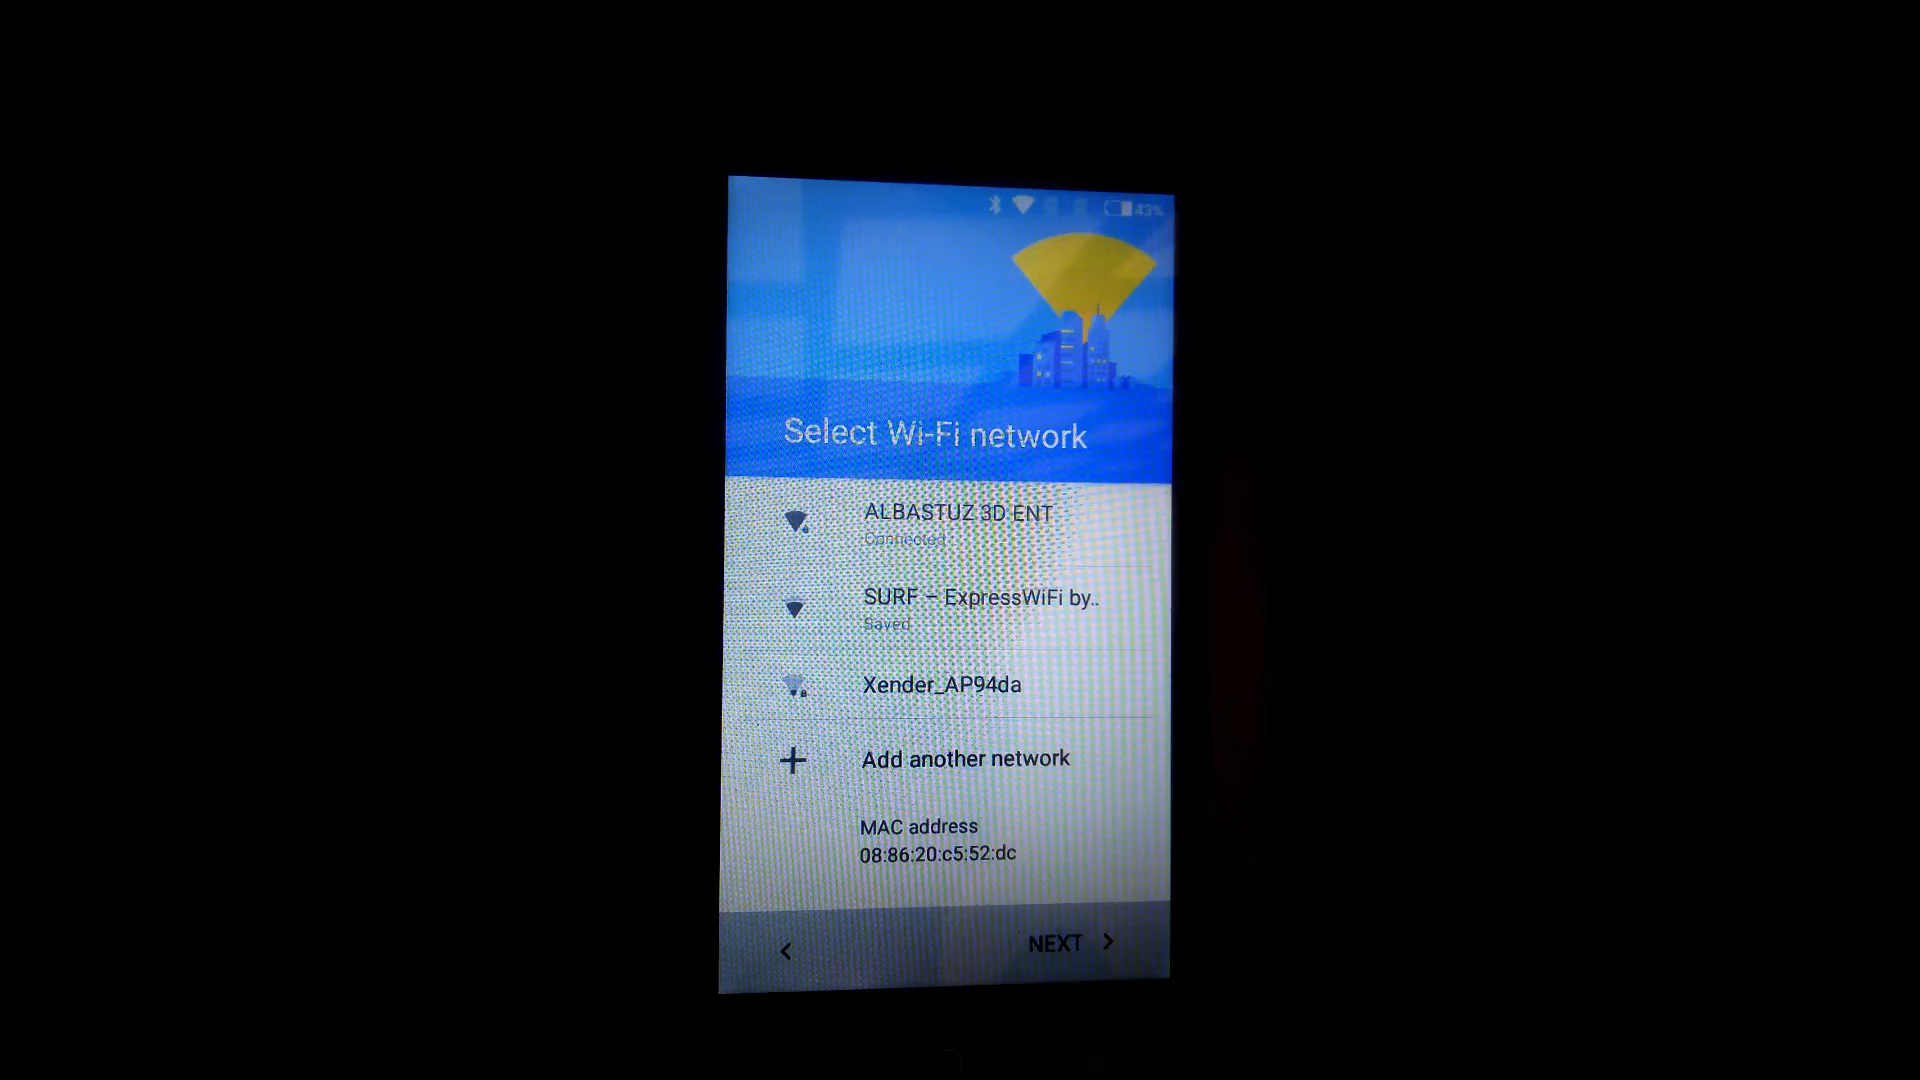 43%
Select Wi-Fi network
ALBASTUZ 3D ENT
Connected
SURF – ExpressWiFi by..
Saved
Xender_AP94da
Add another network
MAC address
08:86:20:c5:52:dc
NEXT